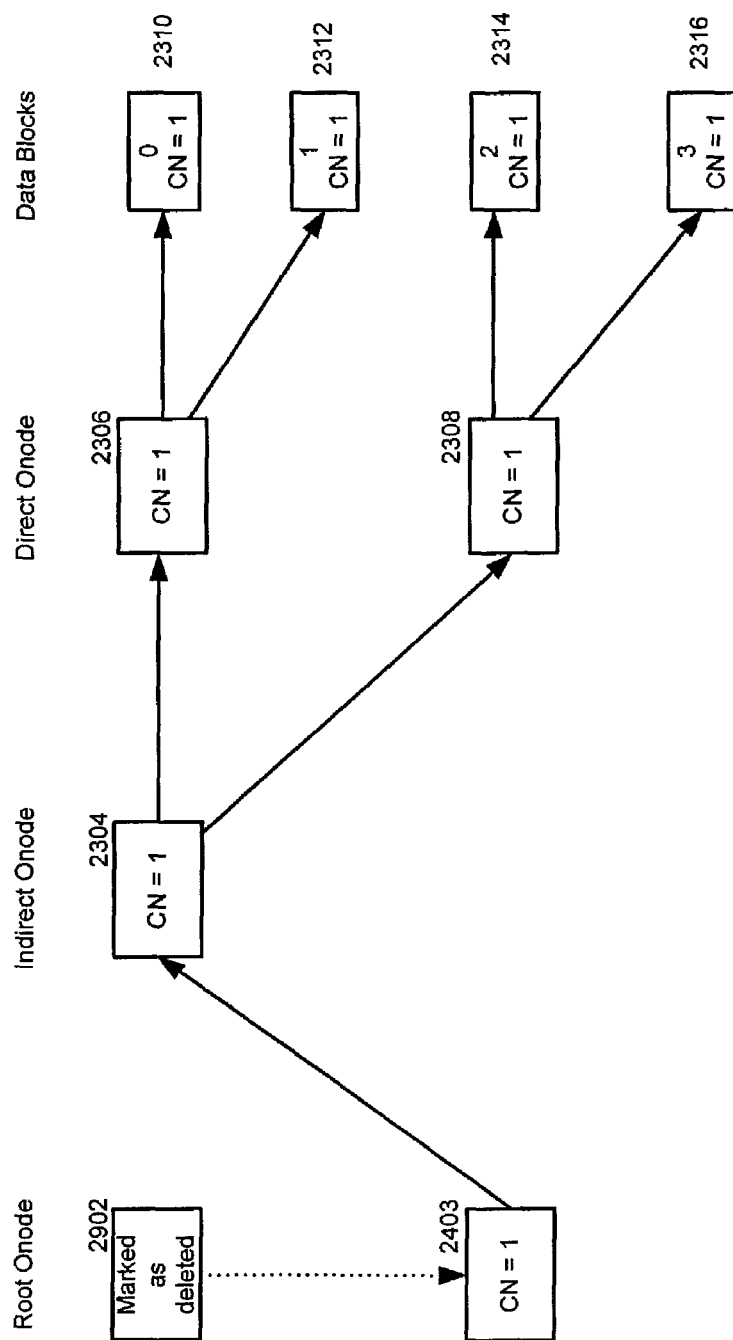 Root Onode
Indirect Onode
Direct Onode
Data Blocks
2902
Marked
as
deleted
2403
CN = 1
2304
CN = 1
2306
CN = 1
2308
CN = 1
0
CN = 1
2310
1
CN = 1
2312
2
CN = 1
2314
3
CN = 1
2316